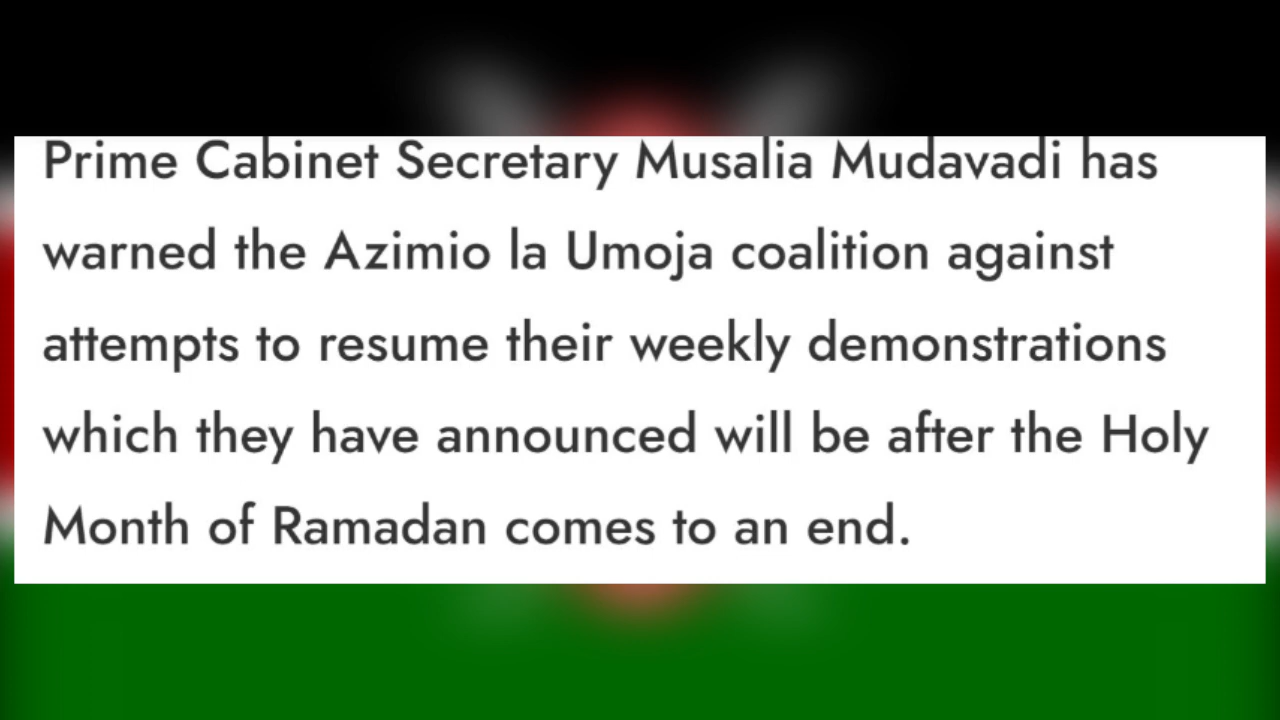 Prime Cabinet Secretary Musalia Mudavadi has
warned the Azimio la Umoja coalition against
attempts to resume their weekly demonstrations
which they have announced will be after the Holy
Month of Ramadan comes to an end.